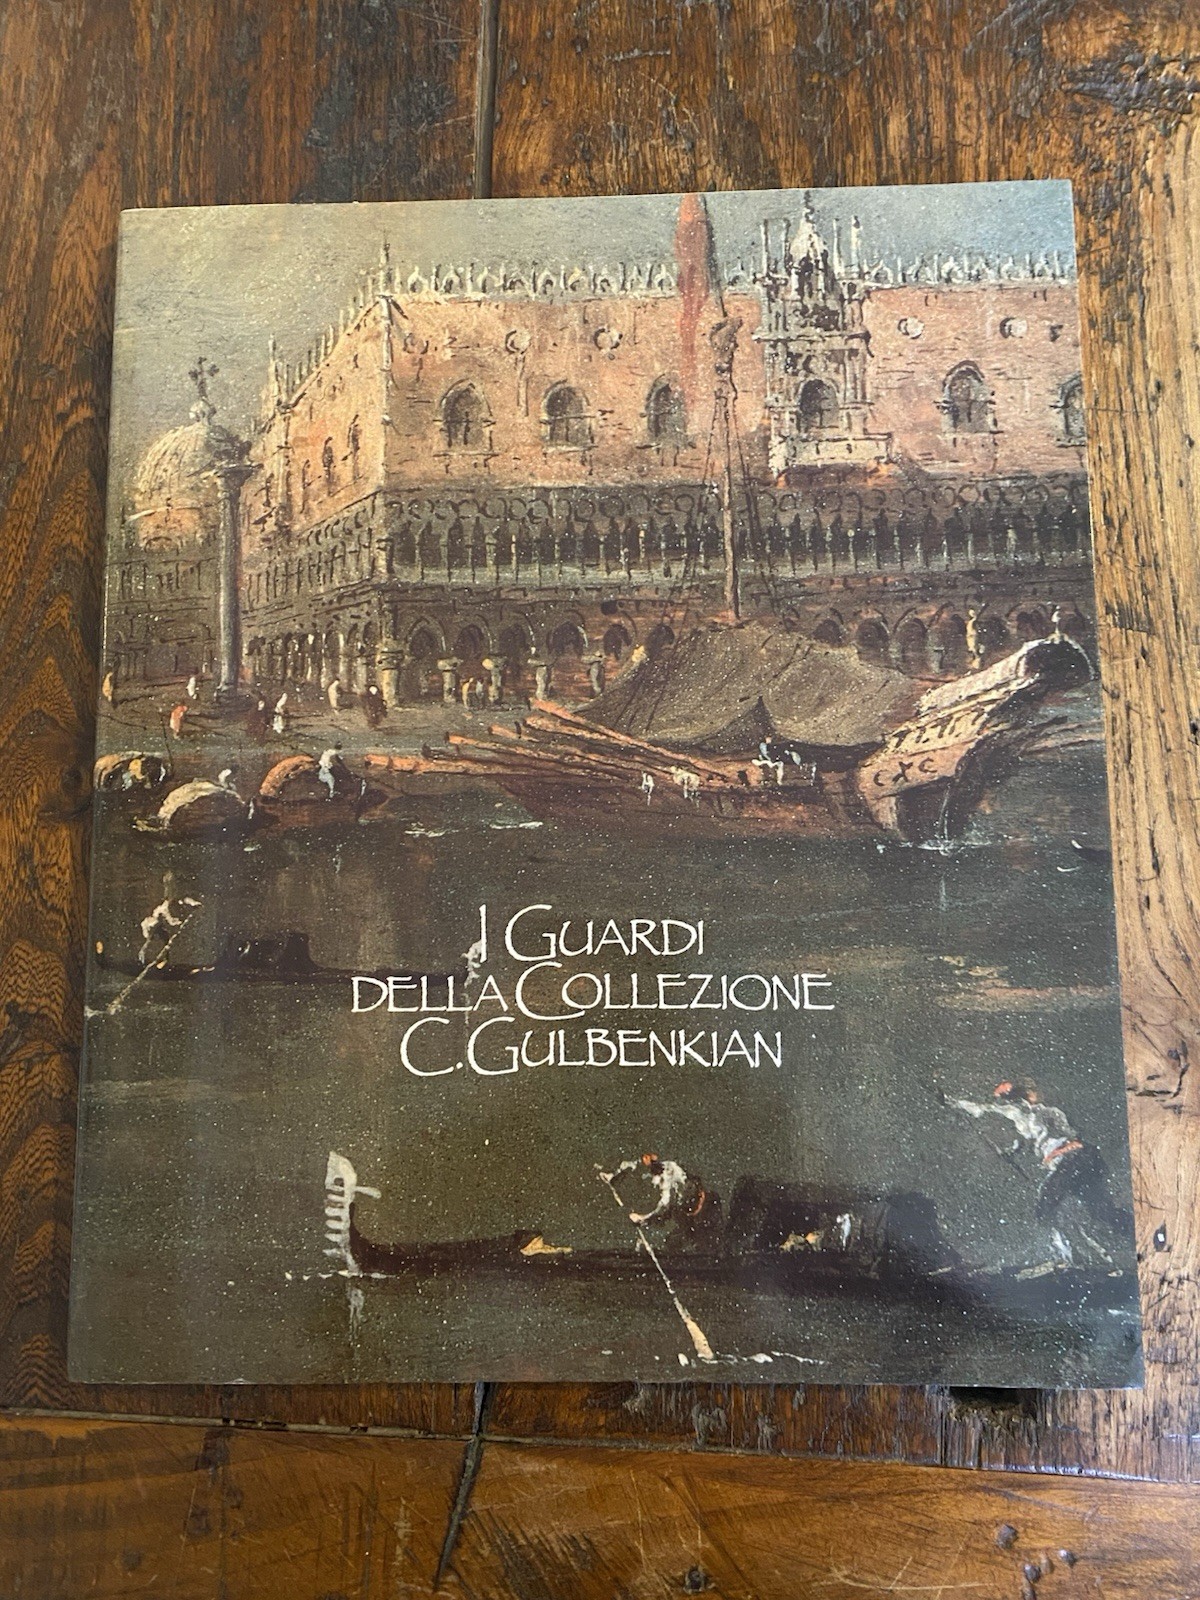 I GUARDI
DELLA COLLEZIONE
C. GULBENKIAN